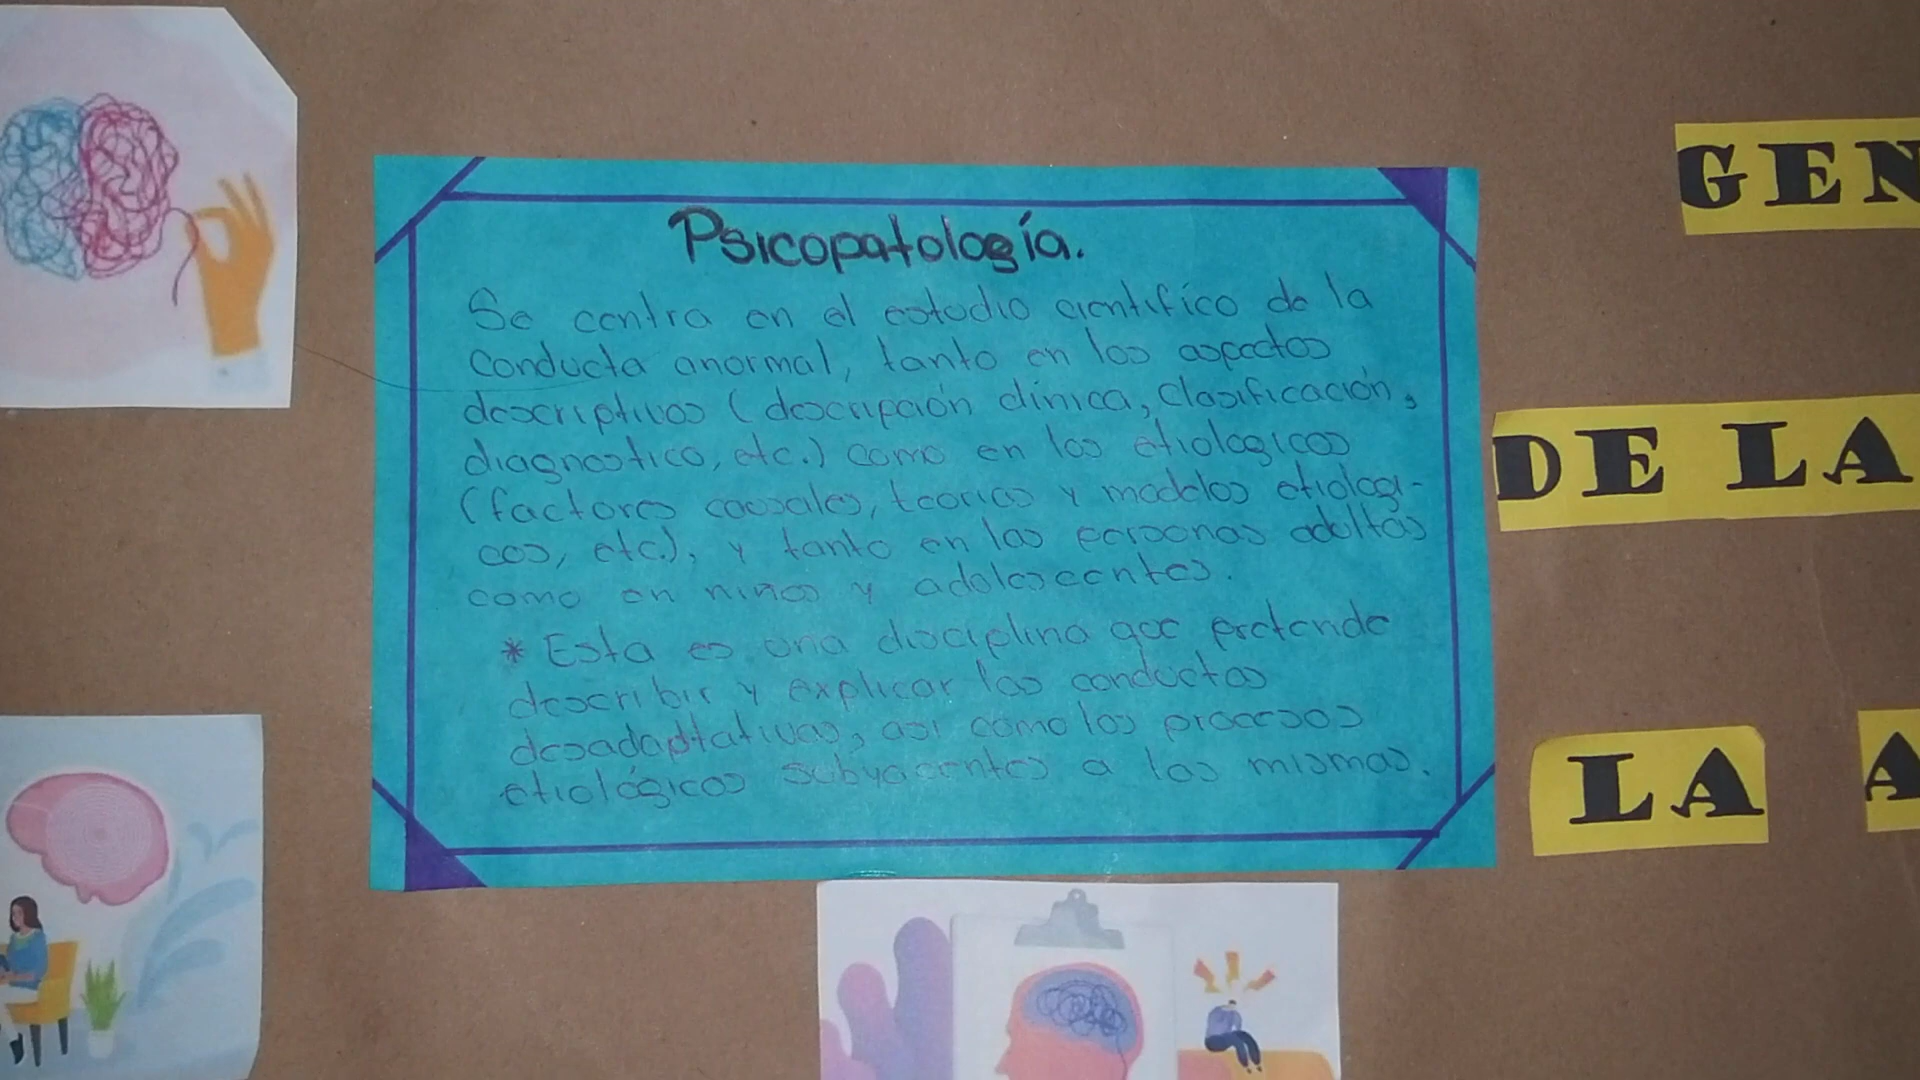 Psicopatología.
Se centra en el estudio científico de la
conducta anormal, tanto en los aspectos
descriptivos (descripción clínica, clasificación,
diagnostico, etc.) como en los etiologicos
(factores causales, teorias y modelos etiologi-
cos, etc.), y tanto en las personas adultas
como en niños y adolescentes.
* Esta es una disciplina que pretende
describir y explicar las conductas
desadaptativas, asi como los procesos
etiológicos subyacentes a las mismas.
GEN
DE LA
LA A